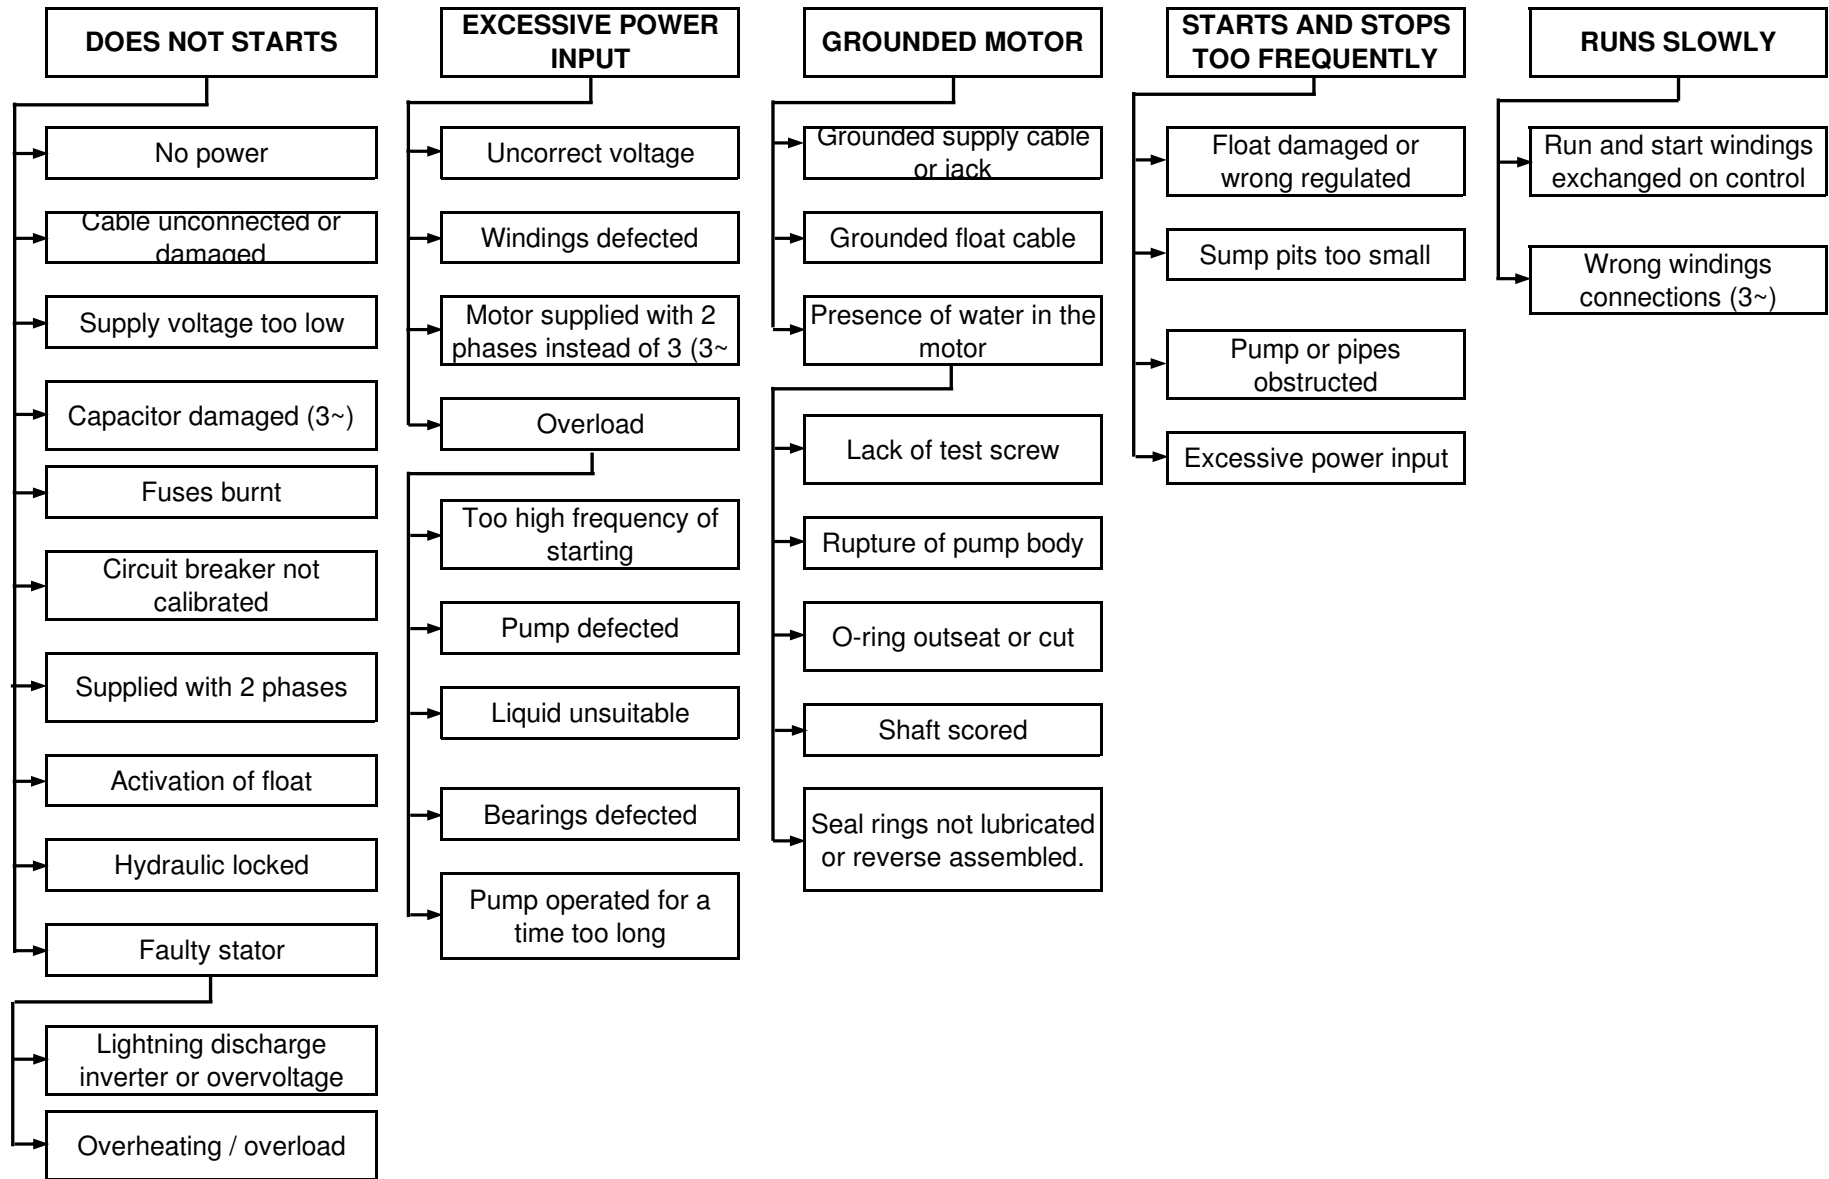 DOES NOT STARTS
No power
Cable unconnected or
damaged
Supply voltage too low
Capacitor damaged (3~)
Fuses burnt
Circuit breaker not
calibrated
Supplied with 2 phases
Activation of float
Hydraulic locked
Faulty stator
Lightning discharge
inverter or overvoltage
Overheating / overload
EXCESSIVE POWER
INPUT
Uncorrect voltage
Windings defected
Motor supplied with 2
phases instead of 3 (3~
Overload
Too high frequency of
starting
Pump defected
Liquid unsuitable
Bearings defected
Pump operated for a
time too long
GROUNDED MOTOR
Grounded supply cable
or jack
Grounded float cable
Presence of water in the
motor
Lack of test screw
Rupture of pump body
O-ring outseat or cut
Shaft scored
Seal rings not lubricated
or reverse assembled.
STARTS AND STOPS
TOO FREQUENTLY
Float damaged or
wrong regulated
Sump pits too small
Pump or pipes
obstructed
Excessive power input
RUNS SLOWLY
Run and start windings
exchanged on control
Wrong windings
connections (3~)